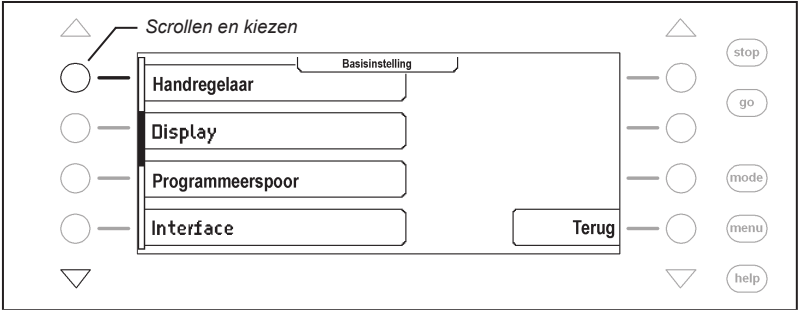 Scrollen en kiezen
stop
Basisinstelling
Handregelaar
go
Display
Programmeerspoor
mode
Interface
Terug
menu
help